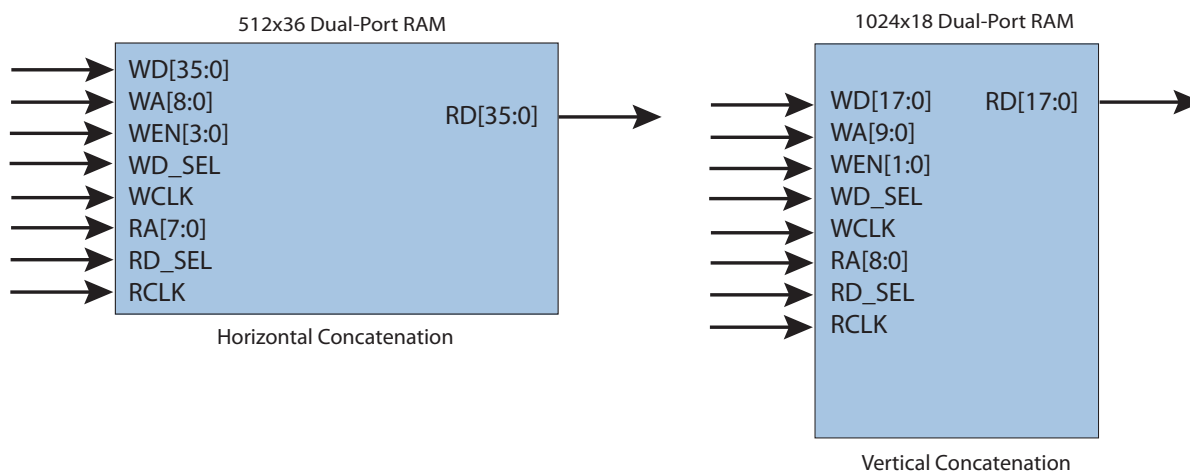 512x36 Dual-Port RAM
WD[35:0]
WA[8:0]
WEN[3:0]
WD_SEL
WCLK
RA[7:0]
RD_SEL
RCLK
RD[35:0]
Horizontal Concatenation
1024x18 Dual-Port RAM
WD[17:0]
WA[9:0]
WEN[1:0]
WD_SEL
WCLK
RA[8:0]
RD_SEL
RCLK
RD[17:0]
Vertical Concatenation